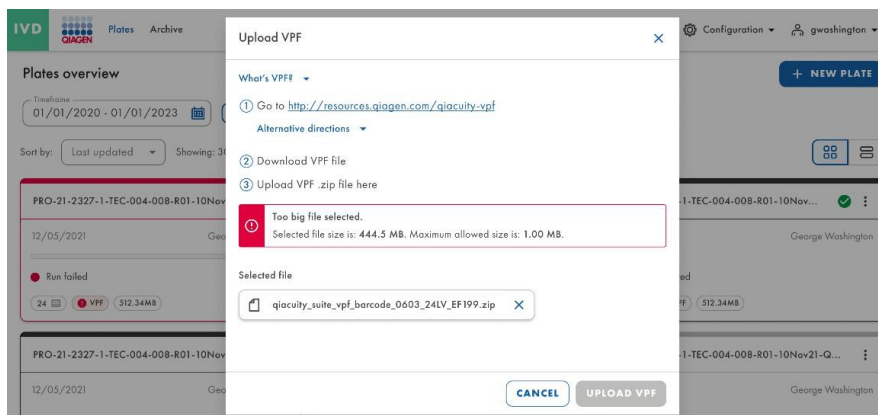 IVD
QIAGEN
Plates
Archive
Configuration
gwashington
Plates overview
+ NEW PLATE
Timeframe
01/01/2020 - 01/01/2023
Sort by:
Last updated
Showing: 3
PRO-21-2327-1-TEC-004-008-R01-10Nov
12/05/2021
Geo
Run failed
24
VPF
512.34MB
PRO-21-2327-1-TEC-004-008-R01-10Nov
12/05/2021
Geo
Upload VPF
What's VPF?
1 Go to http://resources.qiagen.com/qiacuity-vpf
Alternative directions
2 Download VPF file
3 Upload VPF .zip file here
Too big file selected.
Selected file size is: 444.5 MB. Maximum allowed size is: 1.00 MB.
Selected file
qiacuity_suite_vpf_barcode_0603_24LV_EF199.zip
CANCEL
UPLOAD VPF
-1-TEC-004-008-R01-10Nov...
George Washington
ed
PF
512.34MB
-1-TEC-004-008-R01-10Nov21-Q...
George Washington